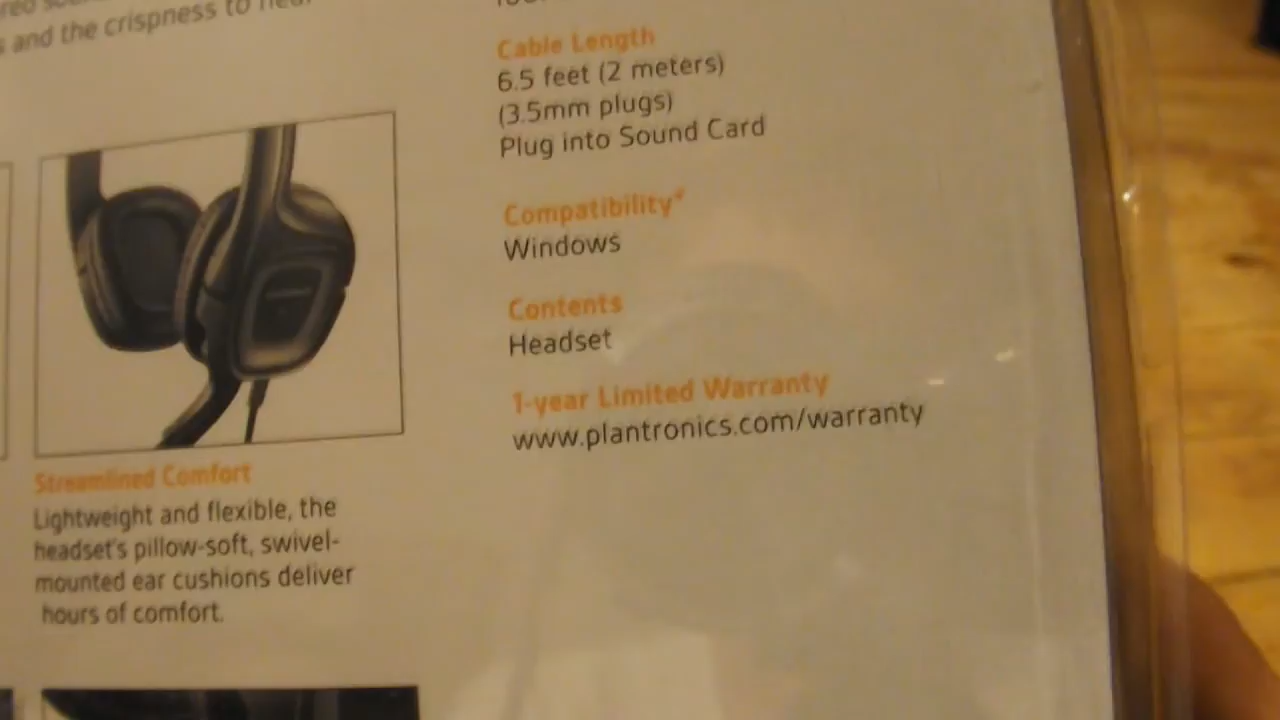 and the crispness to
Cable Length
6.5 feet (2 meters)
(3.5mm plugs)
Plug into Sound Card
Compatibility*
Windows
Contents
Headset
1-year Limited Warranty
www.plantronics.com/warranty
Streamlined Comfort
Lightweight and flexible, the
headset's pillow-soft, swivel-
mounted ear cushions deliver
hours of comfort.